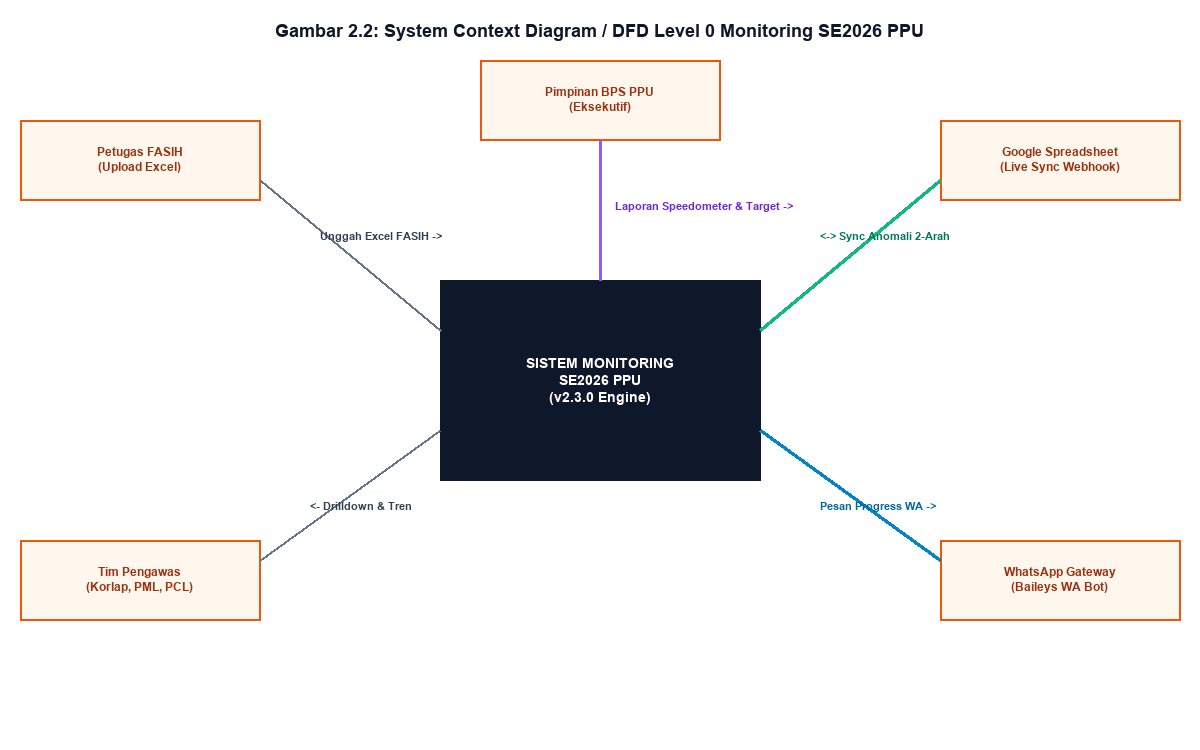 Gambar 2.2: System Context Diagram / DFD Level 0 Monitoring SE2026 PPU
Pimpinan BPS PPU
(Eksekutif)
Petugas FASIH
(Upload Excel)
Google Spreadsheet
(Live Sync Webhook)
Laporan Speedometer & Target ->
Unggah Excel FASIH ->
<-> Sync Anomali 2-Arah
SISTEM MONITORING
SE2026 PPU
(v2.3.0 Engine)
<- Drilldown & Tren
Pesan Progress WA ->
Tim Pengawas
(Korlap, PML, PCL)
WhatsApp Gateway
(Baileys WA Bot)